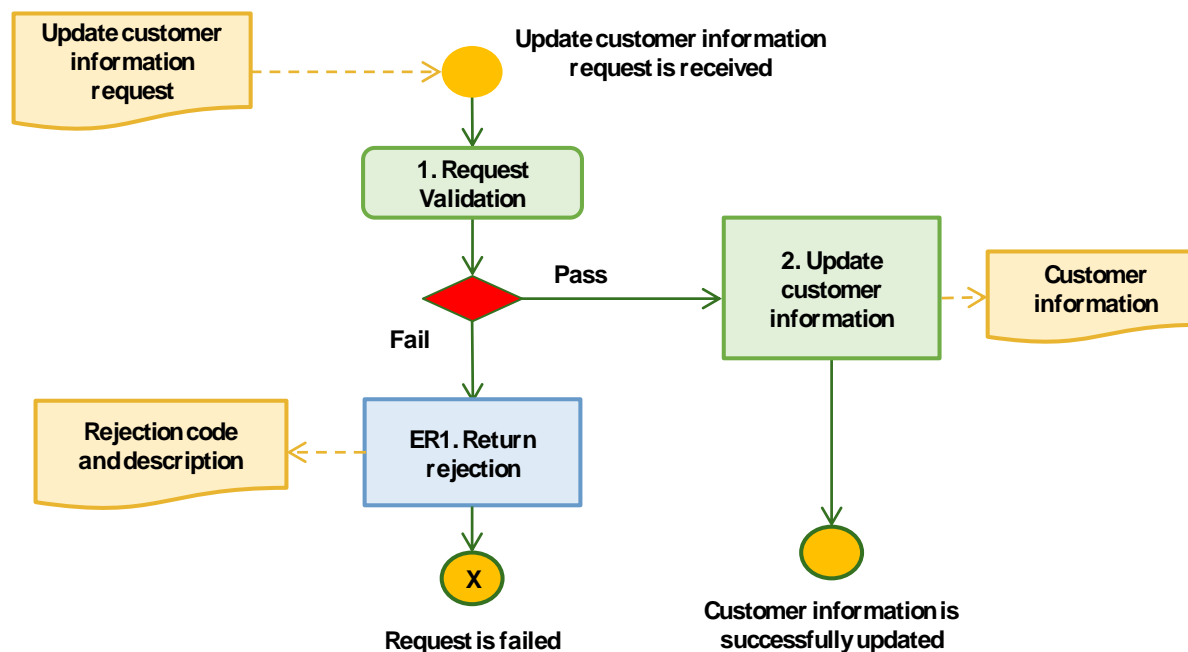 Update customer
information
request
Update customer information
request is received
1. Request
Validation
Pass
2. Update
customer
information
Customer
information
Fail
Rejection code
and description
ER1. Return
rejection
X
Request is failed
Customer information is
successfully updated